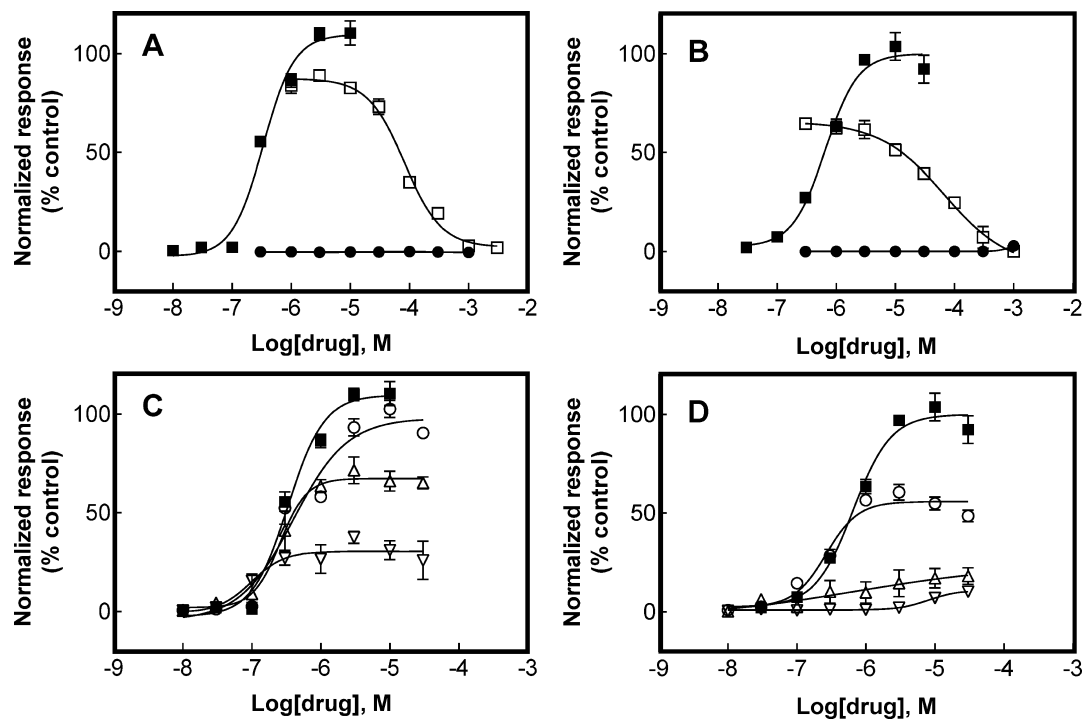 A
Normalized response
(% control)
100
50
0
-9 -8 -7 -6 -5 -4 -3 -2
Log[drug], M
B
Normalized response
(% control)
100
50
0
-9 -8 -7 -6 -5 -4 -3 -2
Log[drug], M
C
Normalized response
(% control)
100
50
0
-9 -8 -7 -6 -5 -4 -3
Log[drug], M
D
Normalized response
(% control)
100
50
0
-9 -8 -7 -6 -5 -4 -3
Log[drug], M